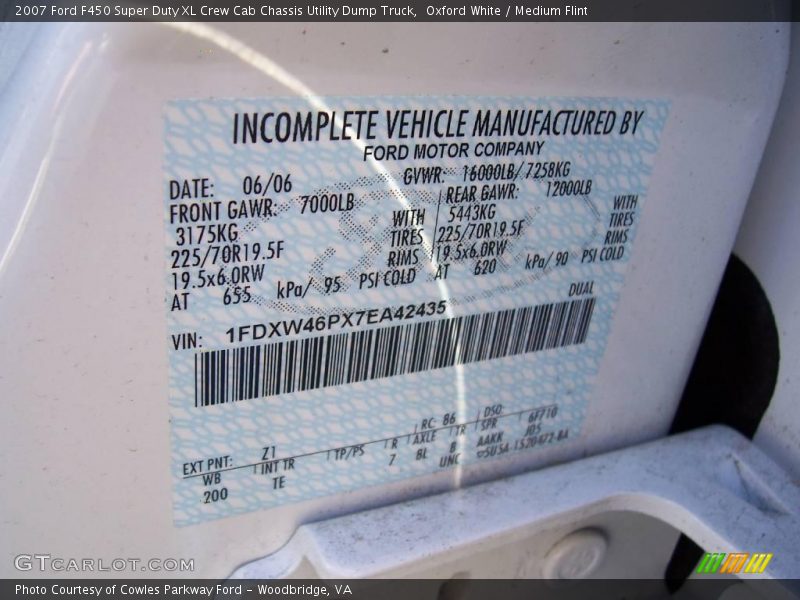 2007 Ford F450 Super Duty XL Crew Cab Chassis Utility Dump Truck,  Oxford White / Medium Flint
INCOMPLETE VEHICLE MANUFACTURED BY
FORD MOTOR COMPANY
DATE: 06/06 GVWR: 16000LB/7258KG
FRONT GAWR: 7000LB REAR GAWR: 12000LB
3175KG WITH 5443KG WITH
225/70R19.5F TIRES 225/70R19.5F TIRES
19.5x6.0RW RIMS 19.5x6.0RW RIMS
AT 655 kPa/ 95 PSI COLD AT 620 kPa/ 90 PSI COLD
DUAL
VIN: 1FDXW46PX7EA42435
RC: 86 DSO
EXT PNT: Z1 6F710
WB INT TR TP/PS R AXLE TR SPR
200 TE 7 8L B AAKK J05
UNC
GTCARLOT.COM
Photo Courtesy of Cowles Parkway Ford – Woodbridge, VA